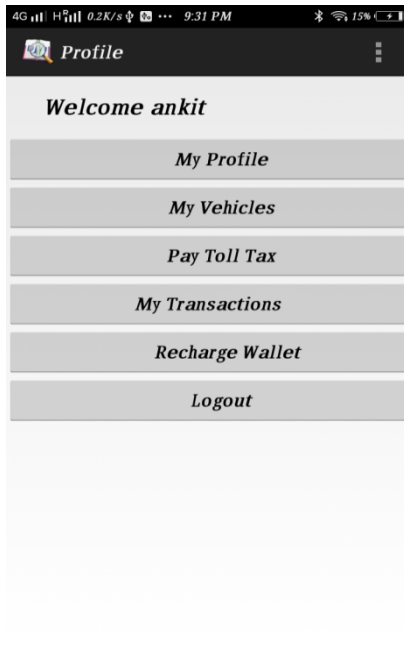 4G H R 0.2K/s ... 9:31 PM 15%
Profile
Welcome ankit
My Profile
My Vehicles
Pay Toll Tax
My Transactions
Recharge Wallet
Logout